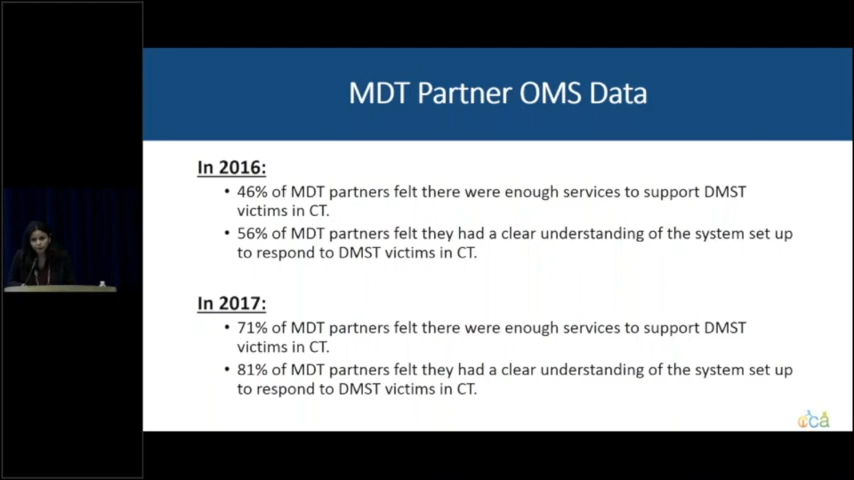 MDT Partner OMS Data
In 2016:
• 46% of MDT partners felt there were enough services to support DMST
victims in CT.
• 56% of MDT partners felt they had a clear understanding of the system set up
to respond to DMST victims in CT.
In 2017:
• 71% of MDT partners felt there were enough services to support DMST
victims in CT.
• 81% of MDT partners felt they had a clear understanding of the system set up
to respond to DMST victims in CT.
cca